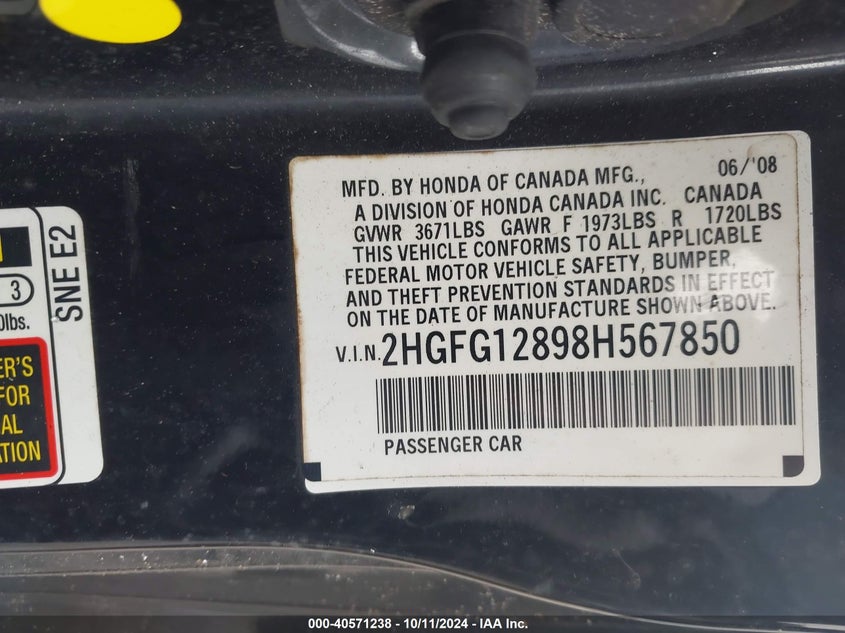 MFD. BY HONDA OF CANADA MFG., 06/'08
A DIVISION OF HONDA CANADA INC. CANADA
GVWR 3671LBS GAWR F 1973LBS R 1720LBS
THIS VEHICLE CONFORMS TO ALL APPLICABLE
FEDERAL MOTOR VEHICLE SAFETY, BUMPER,
AND THEFT PREVENTION STANDARDS IN EFFECT
ON THE DATE OF MANUFACTURE SHOWN ABOVE.
V.I.N. 2HGFG12898H567850
PASSENGER CAR
SNE E2
3
0lbs.
ER'S
FOR
AL
ATION
000-40571238 - 10/11/2024 - IAA Inc.